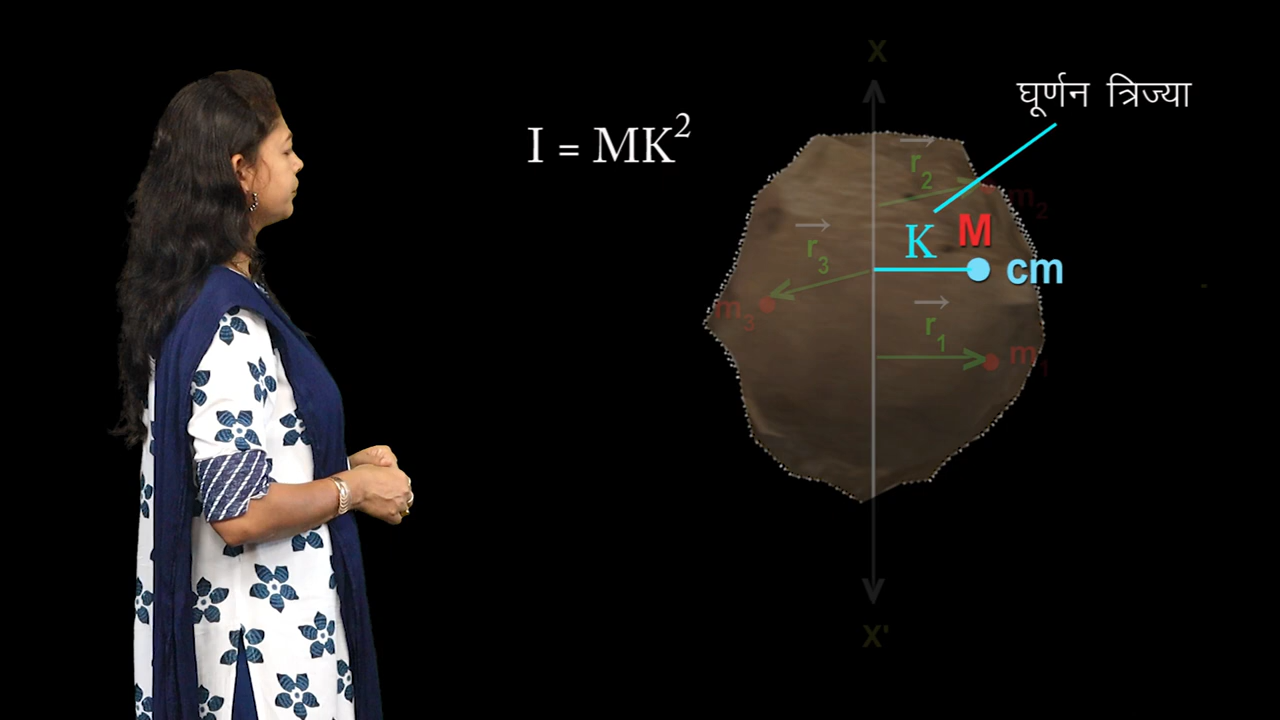 I = MK²
घूर्णन त्रिज्या
X
r₂
m₂
K
M
cm
r₃
m₃
r₁
m₁
X'